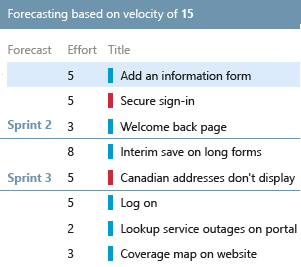 Forecasting based on velocity of 15
Forecast Effort Title
5 Add an information form
5 Secure sign-in
Sprint 2 3 Welcome back page
8 Interim save on long forms
Sprint 3 5 Canadian addresses don't display
5 Log on
2 Lookup service outages on portal
3 Coverage map on website